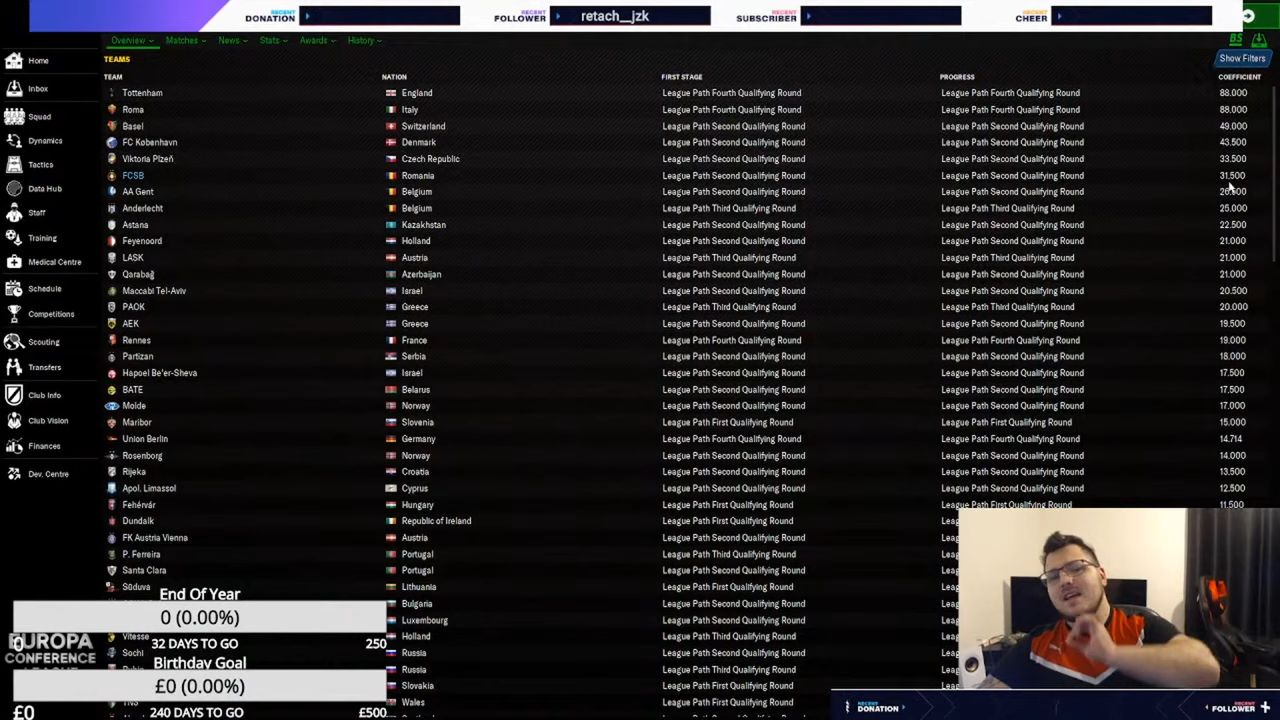 RECENT DONATION
RECENT FOLLOWER retach__jzk
RECENT SUBSCRIBER
RECENT CHEER
Overview Matches News Stats Awards History
BS
TEAMS
Show Filters
TEAM NATION FIRST STAGE PROGRESS COEFFICIENT
Tottenham England League Path Fourth Qualifying Round League Path Fourth Qualifying Round 88.000
Roma Italy League Path Fourth Qualifying Round League Path Fourth Qualifying Round 88.000
Basel Switzerland League Path Second Qualifying Round League Path Second Qualifying Round 49.000
FC København Denmark League Path Second Qualifying Round League Path Second Qualifying Round 43.500
Viktoria Plzeň Czech Republic League Path Second Qualifying Round League Path Second Qualifying Round 33.500
FCSB Romania League Path Second Qualifying Round League Path Second Qualifying Round 31.500
AA Gent Belgium League Path Second Qualifying Round League Path Second Qualifying Round
Anderlecht Belgium League Path Third Qualifying Round League Path Third Qualifying Round 25.000
Astana Kazakhstan League Path Second Qualifying Round League Path Second Qualifying Round 22.500
Feyenoord Holland League Path Second Qualifying Round League Path Second Qualifying Round 21.000
LASK Austria League Path Third Qualifying Round League Path Third Qualifying Round 21.000
Qarabağ Azerbaijan League Path Second Qualifying Round League Path Second Qualifying Round 21.000
Maccabi Tel-Aviv Israel League Path Second Qualifying Round League Path Second Qualifying Round 20.500
PAOK Greece League Path Third Qualifying Round League Path Third Qualifying Round 20.000
AEK Greece League Path Second Qualifying Round League Path Second Qualifying Round 19.500
Rennes France League Path Fourth Qualifying Round League Path Fourth Qualifying Round 19.000
Partizan Serbia League Path Second Qualifying Round League Path Second Qualifying Round 18.000
Hapoel Be'er-Sheva Israel League Path Second Qualifying Round League Path Second Qualifying Round 17.500
BATE Belarus League Path Second Qualifying Round League Path Second Qualifying Round 17.500
Molde Norway League Path Second Qualifying Round League Path Second Qualifying Round 17.000
Maribor Slovenia League Path First Qualifying Round League Path First Qualifying Round 15.000
Union Berlin Germany League Path Fourth Qualifying Round League Path Fourth Qualifying Round 14.714
Rosenborg Norway League Path Second Qualifying Round League Path Second Qualifying Round 14.000
Rijeka Croatia League Path Second Qualifying Round League Path Second Qualifying Round 13.500
Apol. Limassol Cyprus League Path Second Qualifying Round League Path Second Qualifying Round 12.500
Fehérvár Hungary League Path First Qualifying Round League Path First Qualifying Round 11.500
Dundalk Republic of Ireland League Path First Qualifying Round
FK Austria Vienna Austria League Path Second Qualifying Round
P. Ferreira Portugal League Path Third Qualifying Round
Santa Clara Portugal League Path Second Qualifying Round
Sūduva Lithuania League Path First Qualifying Round
Bulgaria League Path Second Qualifying Round
Luxembourg League Path Second Qualifying Round
Vitesse Holland League Path Third Qualifying Round
Sochi Russia League Path Second Qualifying Round
Russia League Path Third Qualifying Round
Slovakia League Path First Qualifying Round
TNS Wales League Path First Qualifying Round
Home
Inbox
Squad
Dynamics
Tactics
Data Hub
Staff
Training
Medical Centre
Schedule
Competitions
Scouting
Transfers
Club Info
Club Vision
Finances
Dev. Centre
End Of Year
0 (0.00%)
0 32 DAYS TO GO 250
EUROPA CONFERENCE
Birthday Goal
£0 (0.00%)
£0 240 DAYS TO GO £500
RECENT DONATION
RECENT FOLLOWER